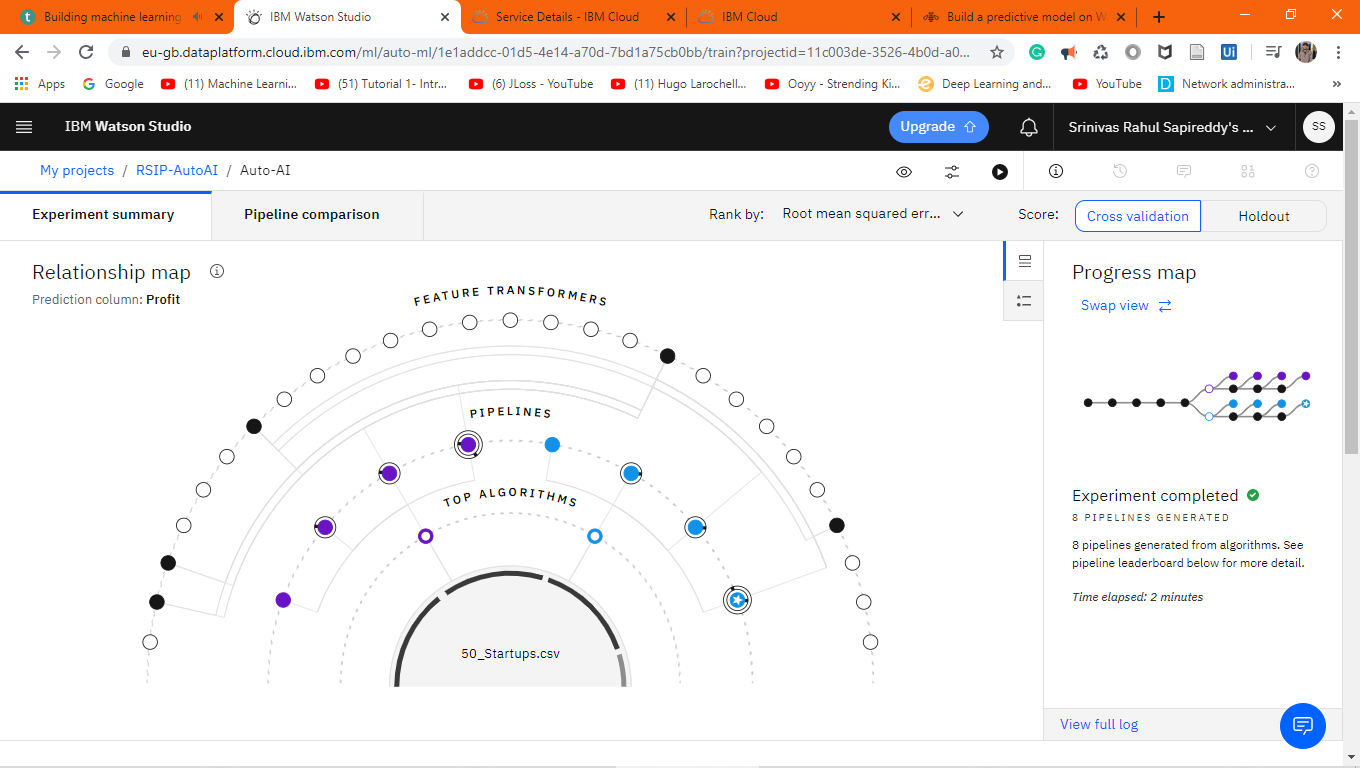 Building machine learning
IBM Watson Studio
Service Details - IBM Cloud
IBM Cloud
Build a predictive model on W
eu-gb.dataplatform.cloud.ibm.com/ml/auto-ml/1e1addcc-01d5-4e14-a70d-7bd1a75cb0bb/train?projectid=11c003de-3526-4b0d-a0...
Apps
Google
(11) Machine Learni...
(51) Tutorial 1- Intr...
(6) JLoss - YouTube
(11) Hugo Larochell...
Ooyy - Strending Ki...
Deep Learning and...
YouTube
Network administra...
IBM Watson Studio
Upgrade
Srinivas Rahul Sapireddy's ...
SS
My projects / RSIP-AutoAI / Auto-AI
Experiment summary
Pipeline comparison
Rank by: Root mean squared err...
Score: Cross validation Holdout
Relationship map
Prediction column: Profit
FEATURE TRANSFORMERS
PIPELINES
TOP ALGORITHMS
50_Startups.csv
Progress map
Swap view
Experiment completed
8 PIPELINES GENERATED
8 pipelines generated from algorithms. See
pipeline leaderboard below for more detail.
Time elapsed: 2 minutes
View full log